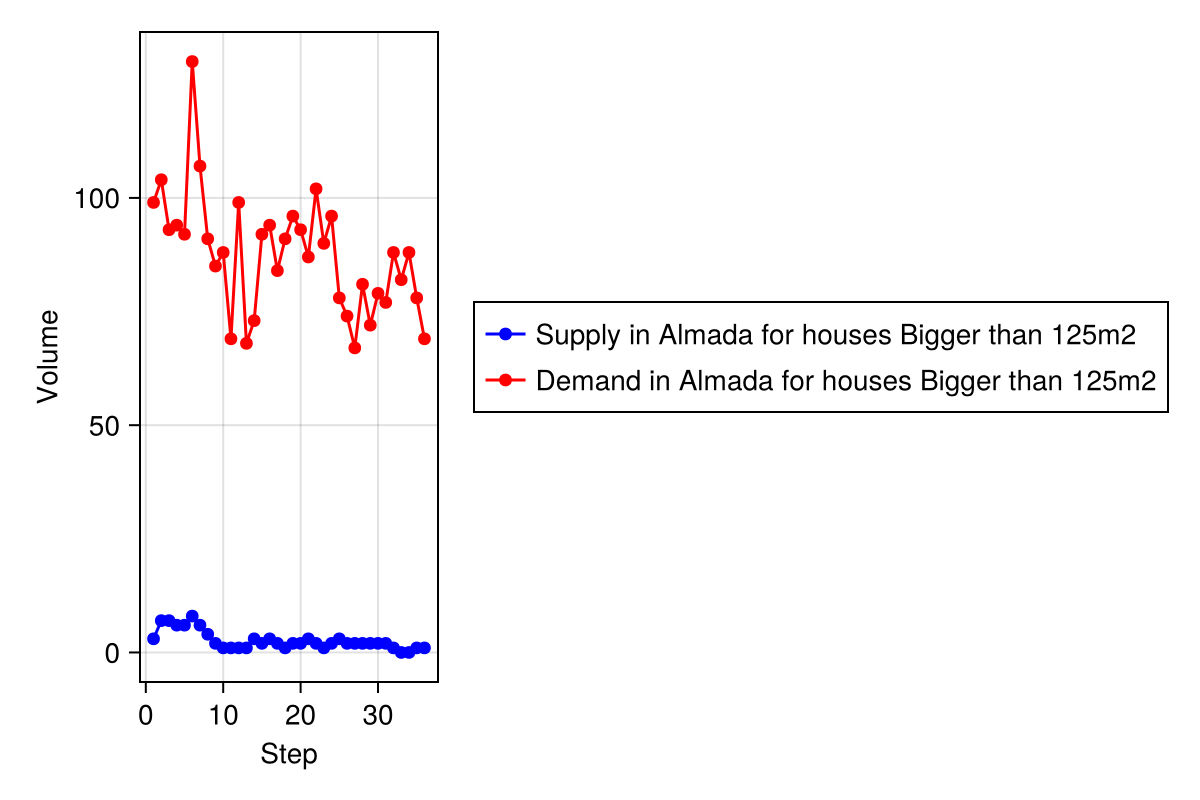 Volume
100
50
0
0 10 20 30
Step
Supply in Almada for houses Bigger than 125m2
Demand in Almada for houses Bigger than 125m2